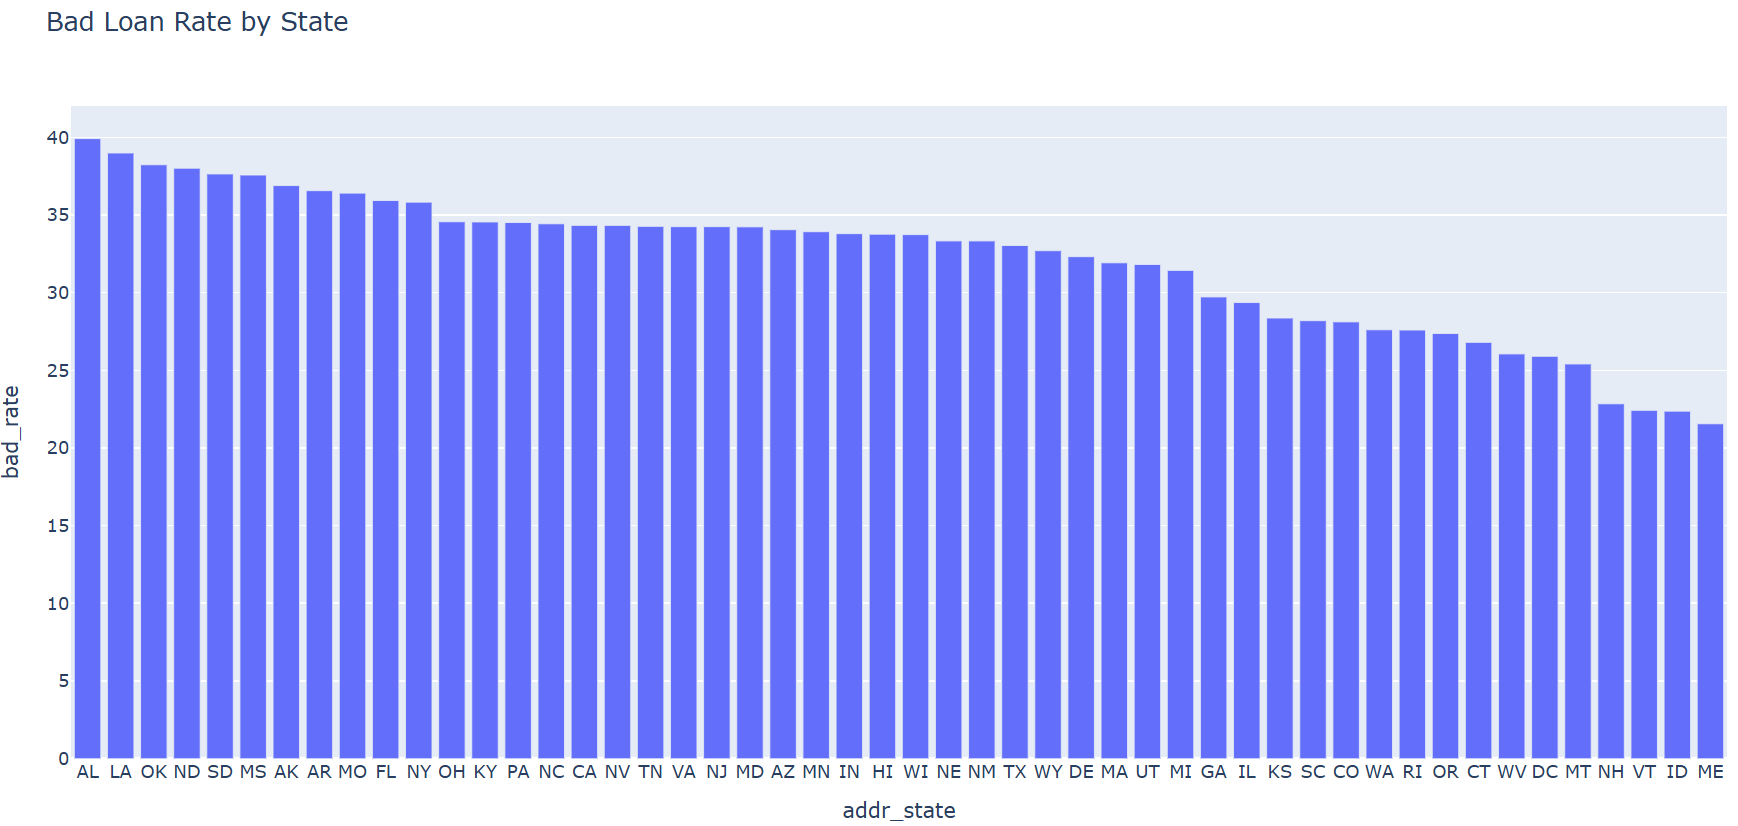 Bad Loan Rate by State
40
35
30
25
20
15
10
5
0
bad_rate
AL LA OK ND SD MS AK AR MO FL NY OH KY PA NC CA NV TN VA NJ MD AZ MN IN HI WI NE NM TX WY DE MA UT MI GA IL KS SC CO WA RI OR CT WV DC MT NH VT ID ME
addr_state